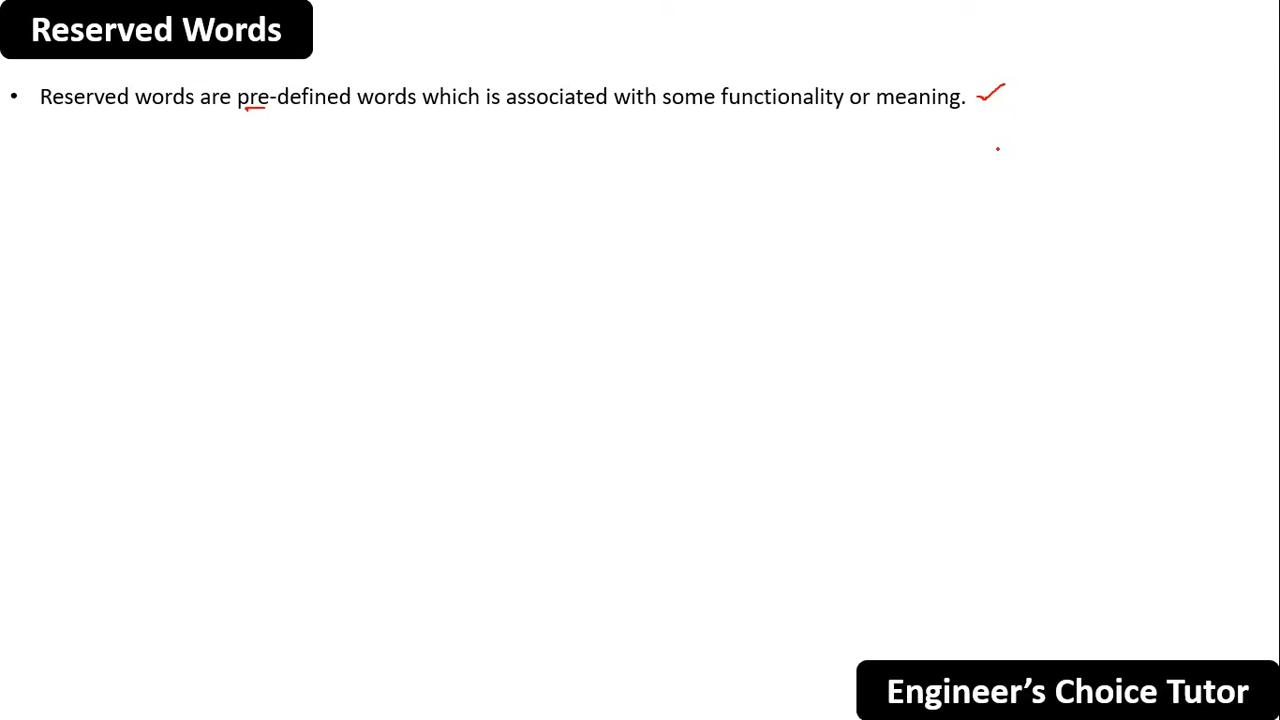 Reserved Words
• Reserved words are pre-defined words which is associated with some functionality or meaning.
Engineer’s Choice Tutor